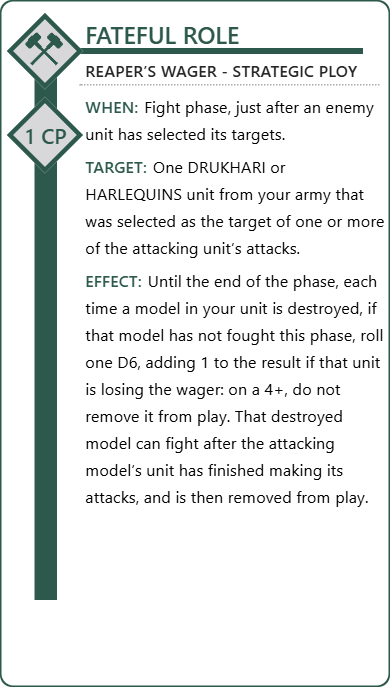 FATEFUL ROLE
REAPER’S WAGER - STRATEGIC PLOY
1 CP
WHEN: Fight phase, just after an enemy
unit has selected its targets.
TARGET: One DRUKHARI or
HARLEQUINS unit from your army that
was selected as the target of one or more
of the attacking unit’s attacks.
EFFECT: Until the end of the phase, each
time a model in your unit is destroyed, if
that model has not fought this phase, roll
one D6, adding 1 to the result if that unit
is losing the wager: on a 4+, do not
remove it from play. That destroyed
model can fight after the attacking
model’s unit has finished making its
attacks, and is then removed from play.